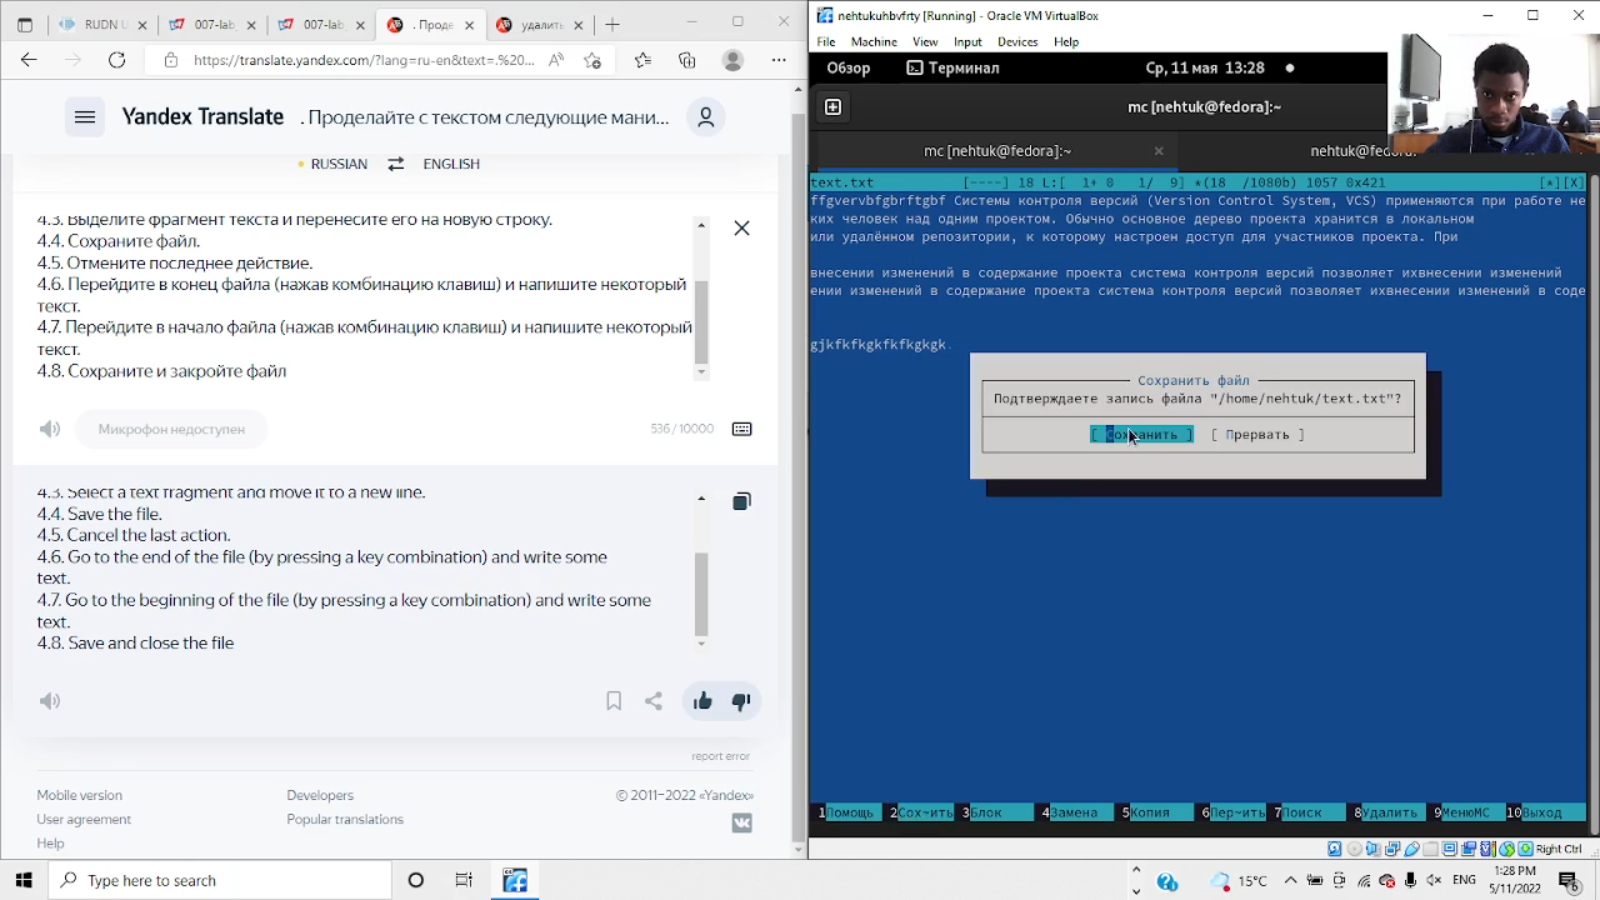 RUDN U
007-lab
007-lab
. Проде
удалить
https://translate.yandex.com/?lang=ru-en&text=.%20...
Yandex Translate
. Проделайте с текстом следующие мани...
RUSSIAN
ENGLISH
4.3. Выделите фрагмент текста и перенесите его на новую строку.
4.4. Сохраните файл.
4.5. Отмените последнее действие.
4.6. Перейдите в конец файла (нажав комбинацию клавиш) и напишите некоторый
текст.
4.7. Перейдите в начало файла (нажав комбинацию клавиш) и напишите некоторый
текст.
4.8. Сохраните и закройте файл
Микрофон недоступен
536 / 10000
4.3. Select a text fragment and move it to a new line.
4.4. Save the file.
4.5. Cancel the last action.
4.6. Go to the end of the file (by pressing a key combination) and write some
text.
4.7. Go to the beginning of the file (by pressing a key combination) and write some
text.
4.8. Save and close the file
report error
Mobile version
Developers
© 2011–2022 «Yandex»
User agreement
Popular translations
Help
nehtukuhbvfrty [Running] - Oracle VM VirtualBox
File Machine View Input Devices Help
Обзор
Терминал
Ср, 11 мая 13:28
mc [nehtuk@fedora]:~
mc [nehtuk@fedora]:~
nehtuk@fedora:
text.txt [----] 18 L:[ 1+ 0 1/ 9] *(18 /1080b) 1057 0x421 [*][X]
ffgvervbfgbrftgbf Системы контроля версий (Version Control System, VCS) применяются при работе не
ких человек над одним проектом. Обычно основное дерево проекта хранится в локальном
или удалённом репозитории, к которому настроен доступ для участников проекта. При
внесении изменений в содержание проекта система контроля версий позволяет ихвнесении изменений
ении изменений в содержание проекта система контроля версий позволяет ихвнесении изменений в соде
gjkfkfkgkfkfkgkgk.
Сохранить файл
Подтверждаете запись файла "/home/nehtuk/text.txt"?
[ Сохранить ] [ Прервать ]
1Помощь 2Сох~ить 3Блок 4Замена 5Копия 6Пер~ить 7Поиск 8Удалить 9МенюMC 10Выход
Right Ctrl
Type here to search
15°C
ENG
1:28 PM
5/11/2022
6